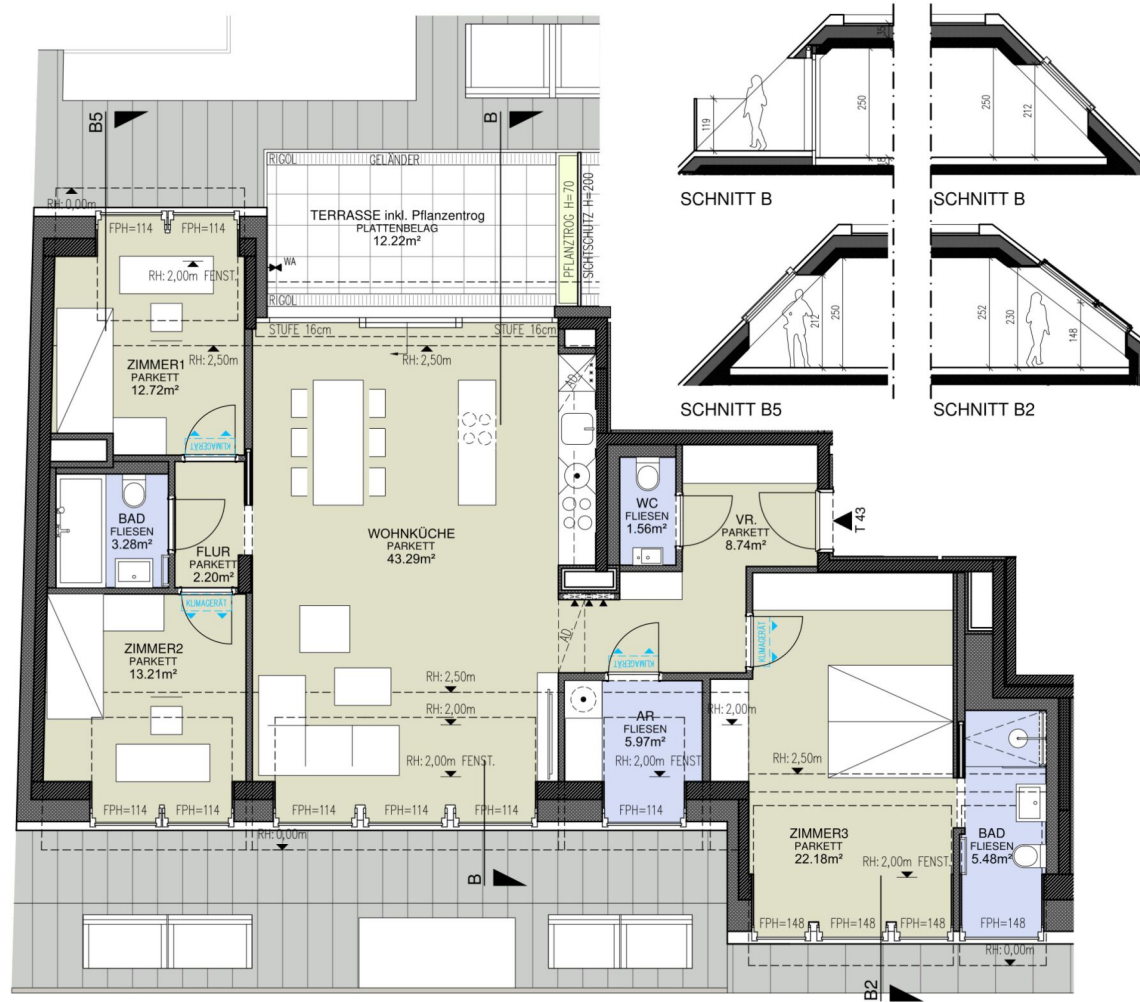 B5
B
RIGOL
GELÄNDER
TERRASSE inkl. Pflanzentrog
PLATTENBELAG
12.22m²
PFLANZTROG H=70
SICHTSCHUTZ H=200
WA
RIGOL
STUFE 16cm
STUFE 16cm
RH: 0,00m
FPH=114
FPH=114
RH: 2,00m FENST.
RH: 2,50m
RH: 2,50m
ZIMMER1
PARKETT
12.72m²
KLIMAGERÄT
AD.
BAD
FLIESEN
3.28m²
FLUR
PARKETT
2.20m²
WOHNKÜCHE
PARKETT
43.29m²
WC
FLIESEN
1.56m²
VR.
PARKETT
8.74m²
T 43
KLIMAGERÄT
ZIMMER2
PARKETT
13.21m²
AD.
KLIMAGERÄT
KLIMAGERÄT
RH: 2,50m
RH: 2,00m
RH: 2,00m FENST.
AR
FLIESEN
5.97m²
RH: 2,00m
RH: 2,00m FENST.
RH: 2,50m
FPH=114
FPH=114
FPH=114
FPH=114
FPH=114
FPH=114
RH: 0,00m
ZIMMER3
PARKETT
22.18m²
RH: 2,00m FENST.
BAD
FLIESEN
5.48m²
FPH=148
FPH=148
FPH=148
FPH=148
RH: 0,00m
B
B2
35
119
250
250
212
18
SCHNITT B
SCHNITT B
212
250
252
230
148
SCHNITT B5
SCHNITT B2